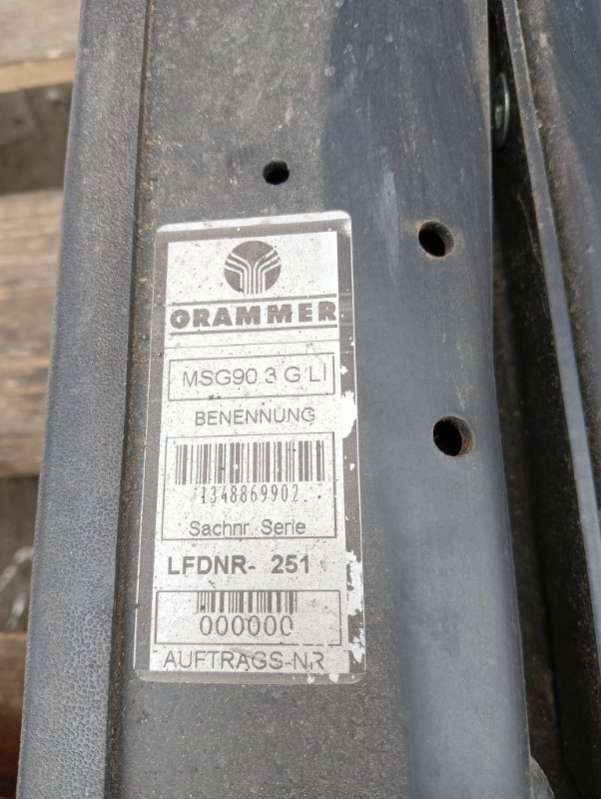 GRAMMER
MSG90.3 G LI
BENENNUNG
1348869902
Sachnr. Serie
LFDNR- 251
000000
AUFTRAGS-NR